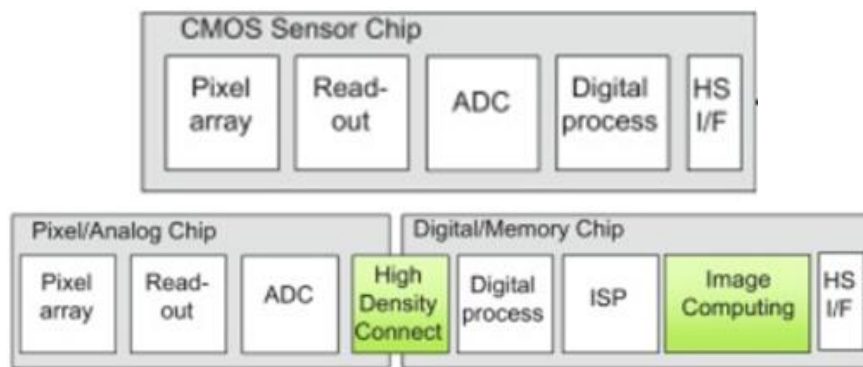 CMOS Sensor Chip
Pixel
array
Read-
out
ADC
Digital
process
HS
I/F
Pixel/Analog Chip
Digital/Memory Chip
Pixel
array
Read-
out
ADC
High
Density
Connect
Digital
process
ISP
Image
Computing
HS
I/F